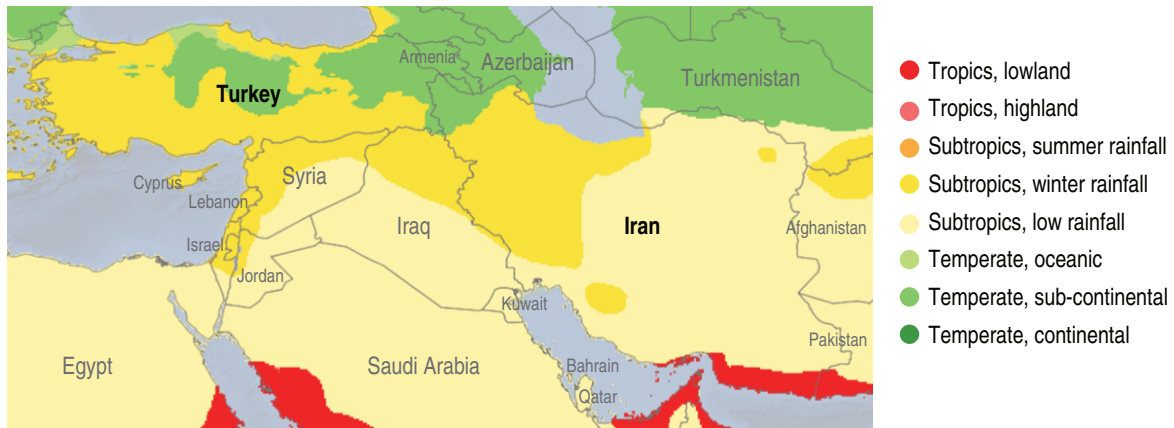 Armenia
Azerbaijan
Turkmenistan
Turkey
Cyprus
Syria
Lebanon
Iraq
Iran
Afghanistan
Israel
Jordan
Kuwait
Pakistan
Egypt
Saudi Arabia
Bahrain
Qatar
Tropics, lowland
Tropics, highland
Subtropics, summer rainfall
Subtropics, winter rainfall
Subtropics, low rainfall
Temperate, oceanic
Temperate, sub-continental
Temperate, continental